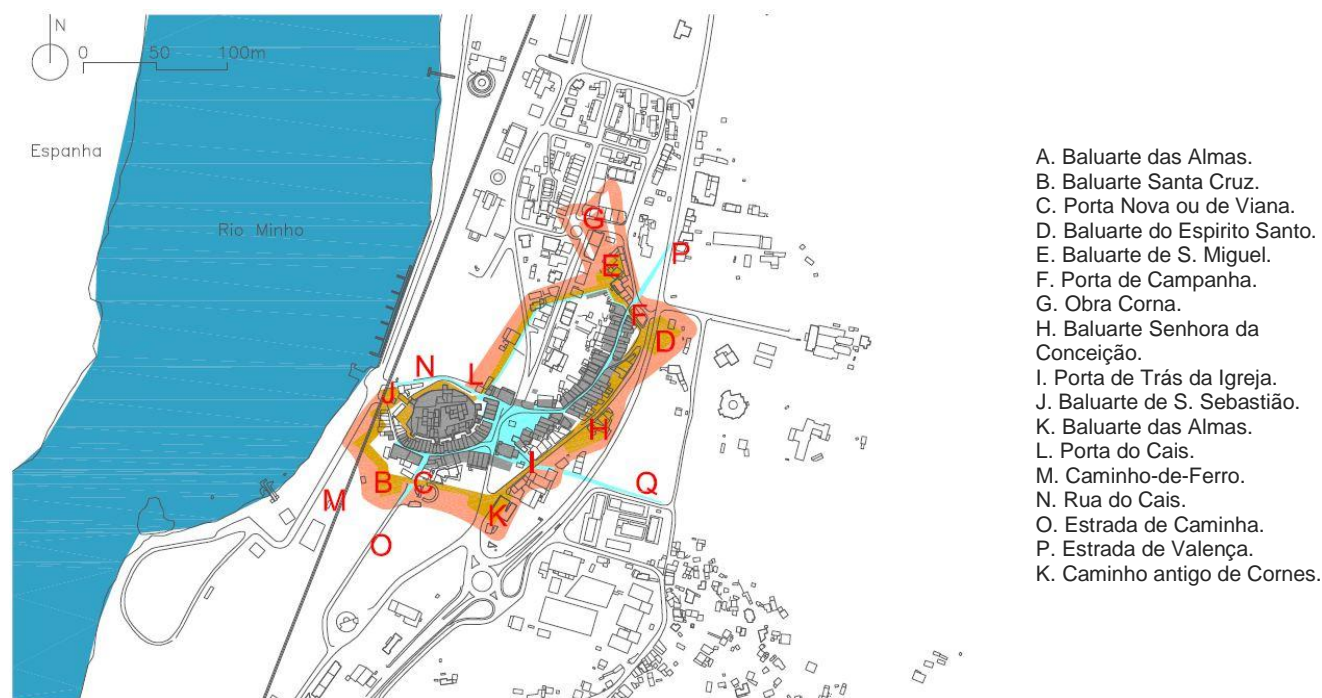 N
0 50 100m
Espanha
Rio Minho
G
P
E
F
D
N
L
J
H
I
B
C
Q
M
K
O
A. Baluarte das Almas.
B. Baluarte Santa Cruz.
C. Porta Nova ou de Viana.
D. Baluarte do Espirito Santo.
E. Baluarte de S. Miguel.
F. Porta de Campanha.
G. Obra Corna.
H. Baluarte Senhora da
Conceição.
I. Porta de Trás da Igreja.
J. Baluarte de S. Sebastião.
K. Baluarte das Almas.
L. Porta do Cais.
M. Caminho-de-Ferro.
N. Rua do Cais.
O. Estrada de Caminha.
P. Estrada de Valença.
K. Caminho antigo de Cornes.